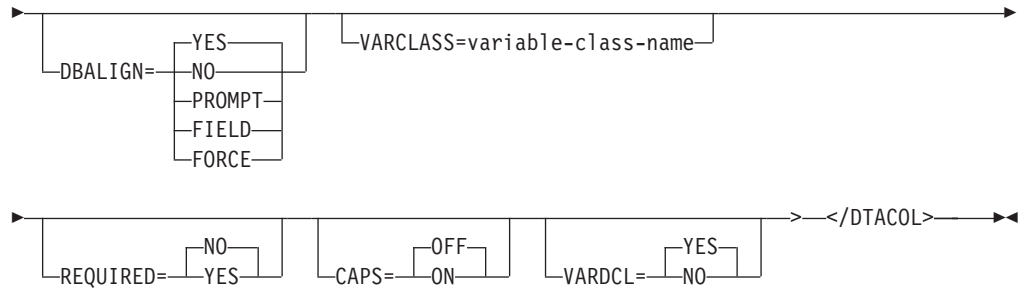 YES
VARCLASS=variable-class-name
DBALIGN=
NO
PROMPT
FIELD
FORCE
NO
OFF
YES
REQUIRED=
YES
CAPS=
ON
VARDCL=
NO
>
</DTACOL>